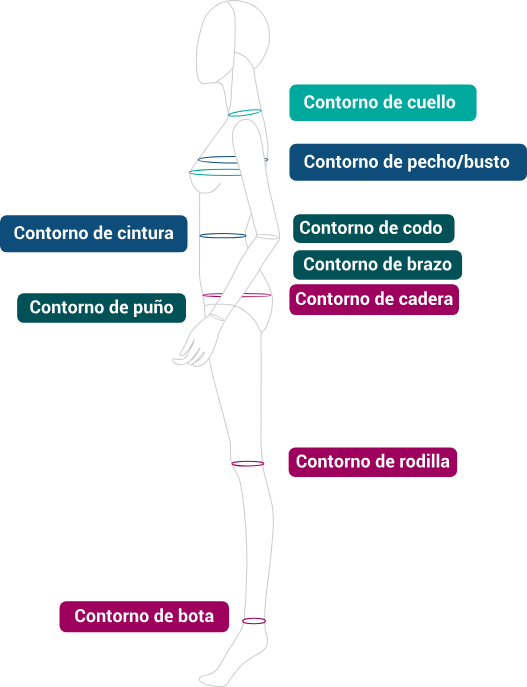 Contorno de cuello
Contorno de pecho/busto
Contorno de cintura
Contorno de codo
Contorno de brazo
Contorno de puño
Contorno de cadera
Contorno de rodilla
Contorno de bota